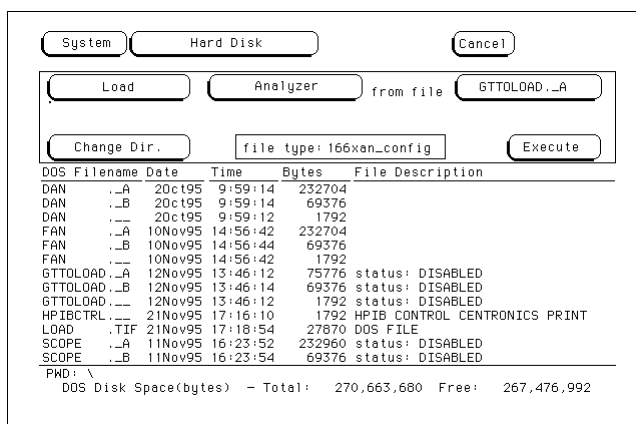 System Hard Disk Cancel
Load Analyzer from file GTTOLOAD._A
Change Dir. file type: 166xan_config Execute
DOS Filename Date Time Bytes File Description
DAN ._A 2Oct95 9:59:14 232704
DAN ._B 2Oct95 9:59:14 69376
DAN .__ 2Oct95 9:59:12 1792
FAN ._A 10Nov95 14:56:42 232704
FAN ._B 10Nov95 14:56:44 69376
FAN .__ 10Nov95 14:56:42 1792
GTTOLOAD._A 12Nov95 13:46:12 75776 status: DISABLED
GTTOLOAD._B 12Nov95 13:46:14 69376 status: DISABLED
GTTOLOAD.__ 12Nov95 13:46:12 1792 status: DISABLED
HPIBCTRL.__ 21Nov95 17:16:10 1792 HPIB CONTROL CENTRONICS PRINT
LOAD .TIF 21Nov95 17:18:54 27870 DOS FILE
SCOPE ._A 11Nov95 16:23:52 232960 status: DISABLED
SCOPE ._B 11Nov95 16:23:54 69376 status: DISABLED
PWD: \
DOS Disk Space(bytes) - Total: 270,663,680 Free: 267,476,992